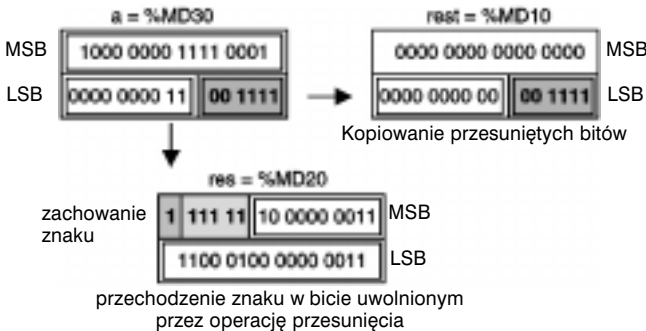 a = %MD30
rest = %MD10
MSB 1000 0000 1111 0001
0000 0000 0000 0000 MSB
LSB 0000 0000 11 00 1111
0000 0000 00 00 1111 LSB
Kopiowanie przesuniętych bitów
res = %MD20
zachowanie
znaku
1 111 11 10 0000 0011 MSB
1100 0100 0000 0011 LSB
przechodzenie znaku w bicie uwolnionym
przez operację przesunięcia